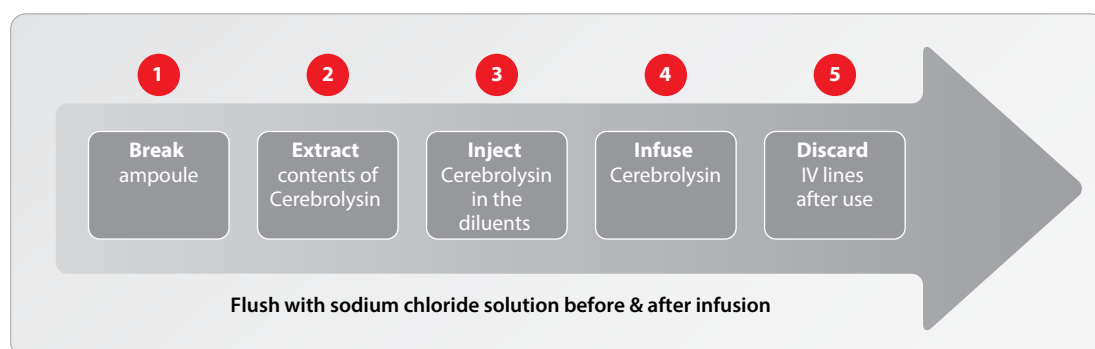 1
2
3
4
5
Break
ampoule
Extract
contents of
Cerebrolysin
Inject
Cerebrolysin
in the
diluents
Infuse
Cerebrolysin
Discard
IV lines
after use
Flush with sodium chloride solution before & after infusion